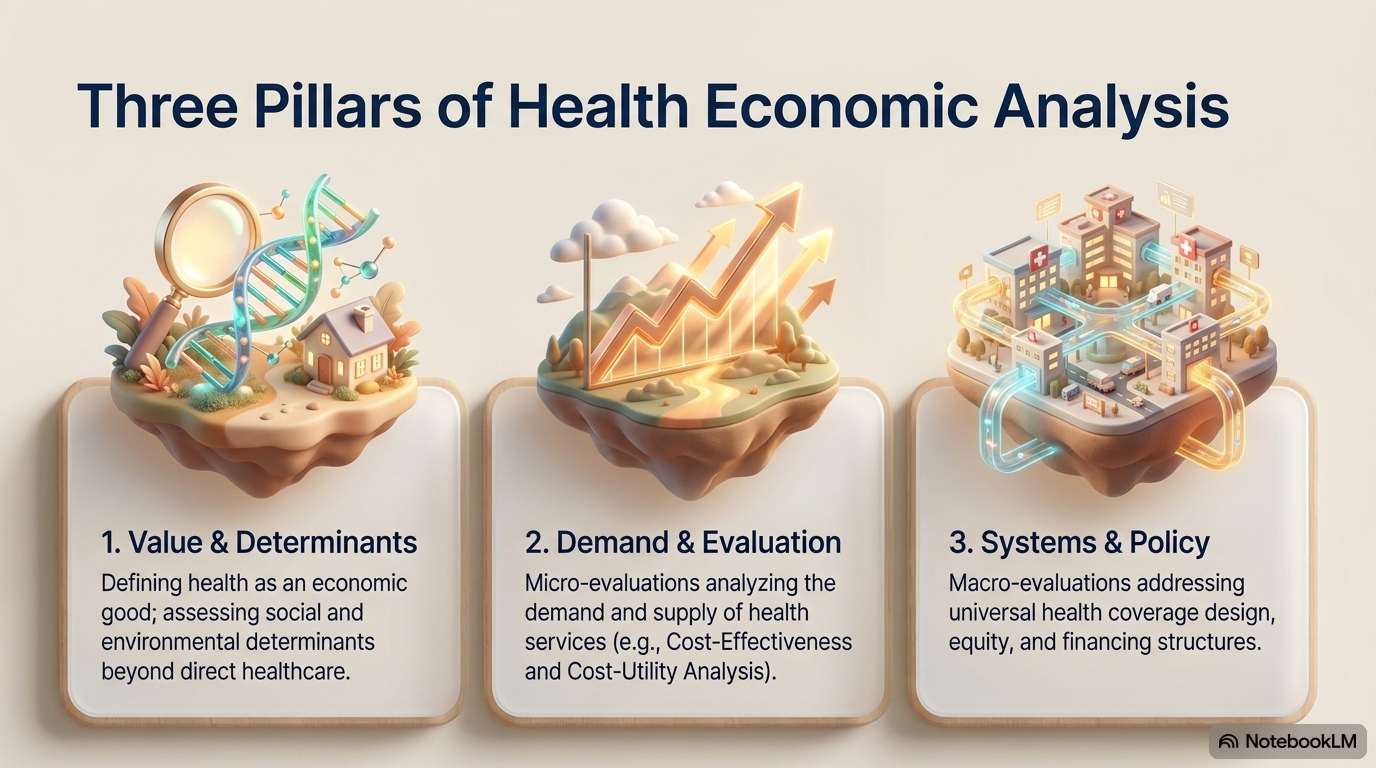 Three Pillars of Health Economic Analysis
1. Value & Determinants
Defining health as an economic
good; assessing social and
environmental determinants
beyond direct healthcare.
2. Demand & Evaluation
Micro-evaluations analyzing the
demand and supply of health
services (e.g., Cost-Effectiveness
and Cost-Utility Analysis).
3. Systems & Policy
Macro-evaluations addressing
universal health coverage design,
equity, and financing structures.
NotebookLM